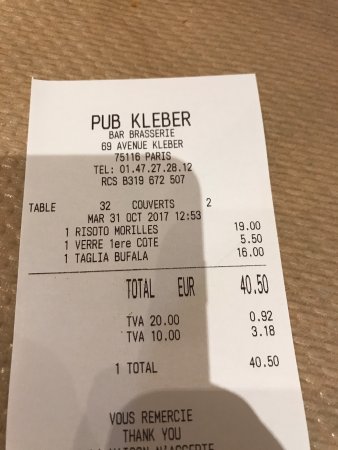 PUB KLEBER
BAR BRASSERIE
69 AVENUE KLEBER
75116 PARIS
TEL: 01.47.27.28.12
RCS B319 672 507
TABLE 32 COUVERTS 2
MAR 31 OCT 2017 12:53
1 RISOTO MORILLES 19.00
1 VERRE 1ere COTE 5.50
1 TAGLIA BUFALA 16.00
TOTAL EUR 40.50
TVA 20.00 0.92
TVA 10.00 3.18
1 TOTAL 40.50
VOUS REMERCIE
THANK YOU